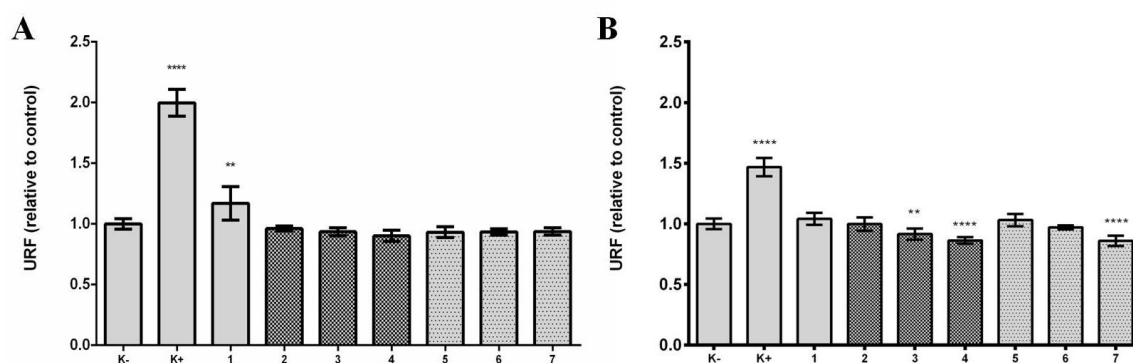 A
URF (relative to control)
2.5
2.0
1.5
1.0
0.5
0.0
****
**
K- K+ 1 2 3 4 5 6 7
B
URF (relative to control)
2.5
2.0
1.5
1.0
0.5
0.0
****
** **** ****
K- K+ 1 2 3 4 5 6 7